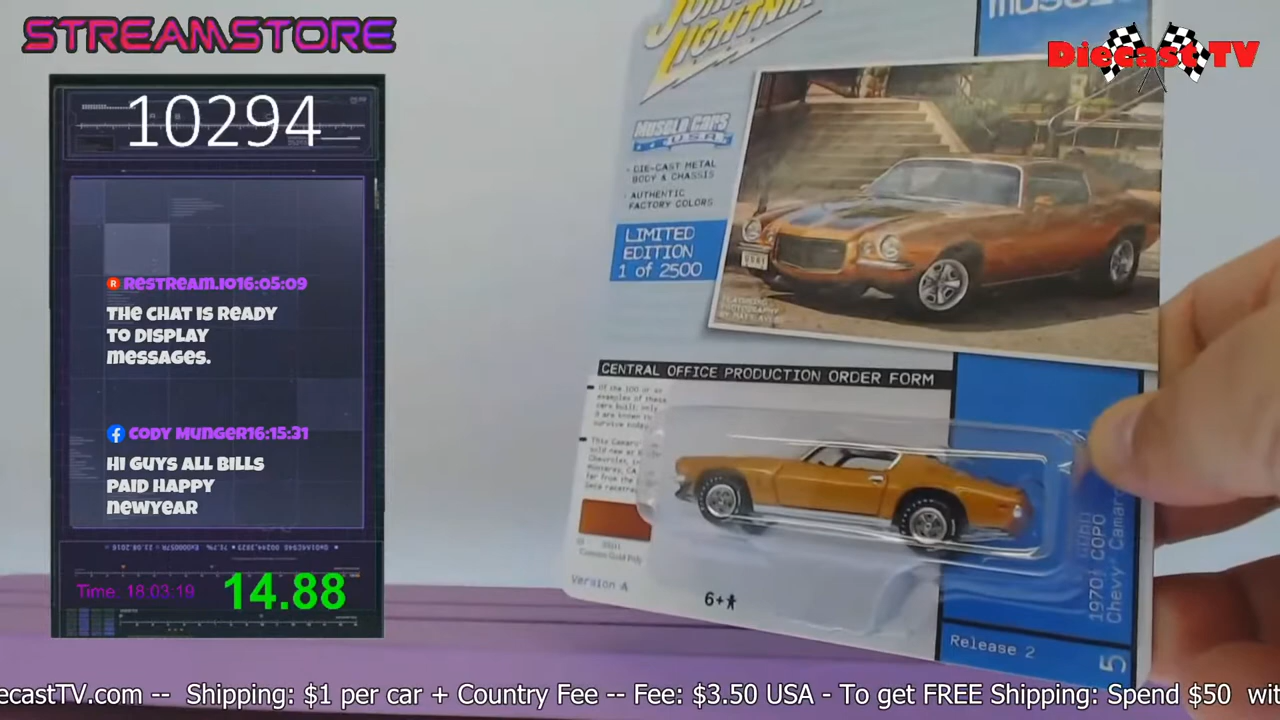 STREAMSTORE
10294
Restream.io16:05:09
THE CHAT IS READY
TO DISPLAY
messages.
Cody Munger16:15:31
HI GUYS ALL BILLS
PAID HAPPY
newyear
Time: 18:03:19
14.88
Diecast TV
LIGHTNIN
MUSCLE CARS
USA
· DIE-CAST METAL
BODY & CHASSIS
· AUTHENTIC
FACTORY COLORS
LIMITED
EDITION
1 of 2500
CENTRAL OFFICE PRODUCTION ORDER FORM
Version A
6+
1970½ COPO
Chevy Camaro
Release 2
5
ecastTV.com -- Shipping: $1 per car + Country Fee -- Fee: $3.50 USA - To get FREE Shipping: Spend $50 wit